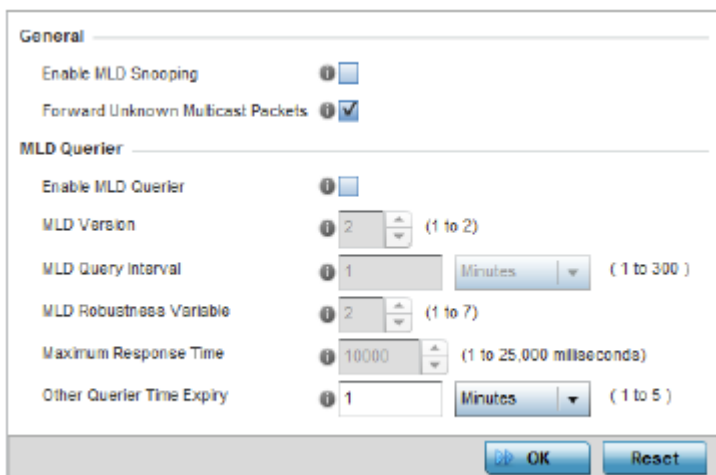 General
Enable MLD Snooping
Forward Unknown Multicast Packets
MLD Querier
Enable MLD Querier
MLD Version 2 (1 to 2)
MLD Query Interval 1 Minutes ( 1 to 300 )
MLD Robustness Variable 2 (1 to 7)
Maximum Response Time 10000 (1 to 25,000 milliseconds)
Other Querier Time Expiry 1 Minutes ( 1 to 5 )
OK Reset